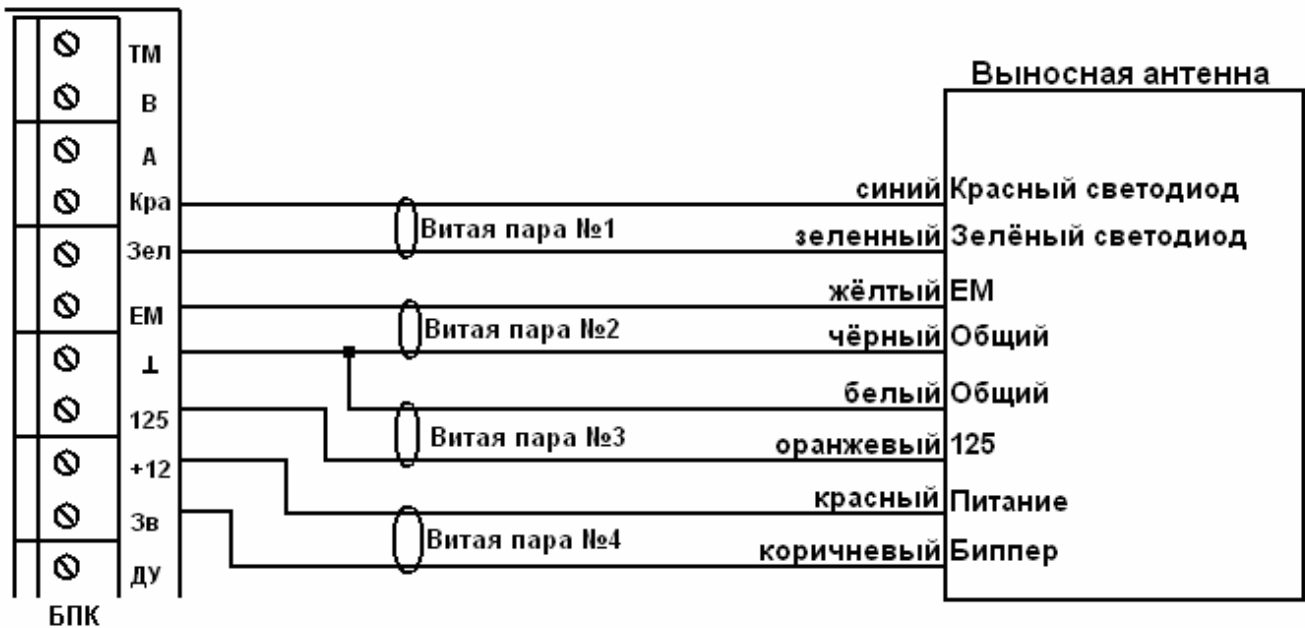 ТМ
Выносная антенна
В
А
Кра
синий Красный светодиод
Витая пара №1
зеленный Зелёный светодиод
Зел
жёлтый ЕМ
ЕМ
Витая пара №2
чёрный Общий
⊥
белый Общий
125
Витая пара №3
оранжевый 125
+12
красный Питание
Зв
Витая пара №4
коричневый Биппер
ДУ
БПК